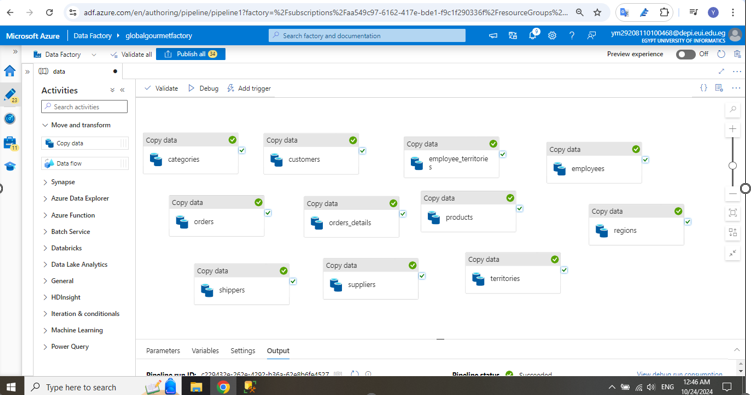 adf.azure.com/en/authoring/pipeline/pipeline1?factory=%2Fsubscriptions%2Faa549c97-6162-417e-bde1-f9c1f290336f%2FresourceGroups%2...
Microsoft Azure
Data Factory
globalgourmetfactory
Search factory and documentation
ym29208110100468@depi.eui.edu.eg
EGYPT UNIVERSITY OF INFORMATICS
Data Factory
Validate all
Publish all 34
Preview experience
Off
data
Activities
Search activities
Validate
Debug
Add trigger
Move and transform
Copy data
Data flow
Synapse
Azure Data Explorer
Azure Function
Batch Service
Databricks
Data Lake Analytics
General
HDInsight
Iteration & conditionals
Machine Learning
Power Query
Copy data
categories
Copy data
customers
Copy data
employee_territorie
s
Copy data
employees
Copy data
orders
Copy data
orders_details
Copy data
products
Copy data
regions
Copy data
shippers
Copy data
suppliers
Copy data
territories
Parameters
Variables
Settings
Output
Pipeline run ID: c229432e-262e-4292-b36a-62e8b6fe4527
Pipeline status
Succeeded
View debug run consumption
Type here to search
ENG
12:46 AM
10/24/2024